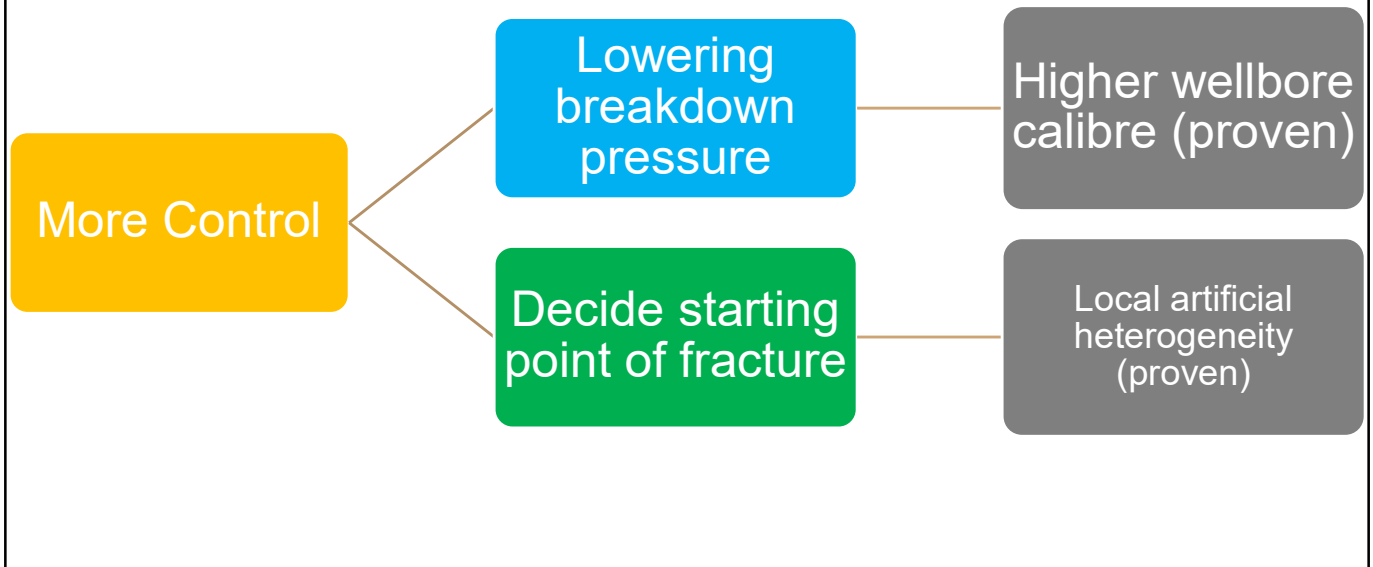 More Control
Lowering
breakdown
pressure
Higher wellbore
calibre (proven)
Decide starting
point of fracture
Local artificial
heterogeneity
(proven)